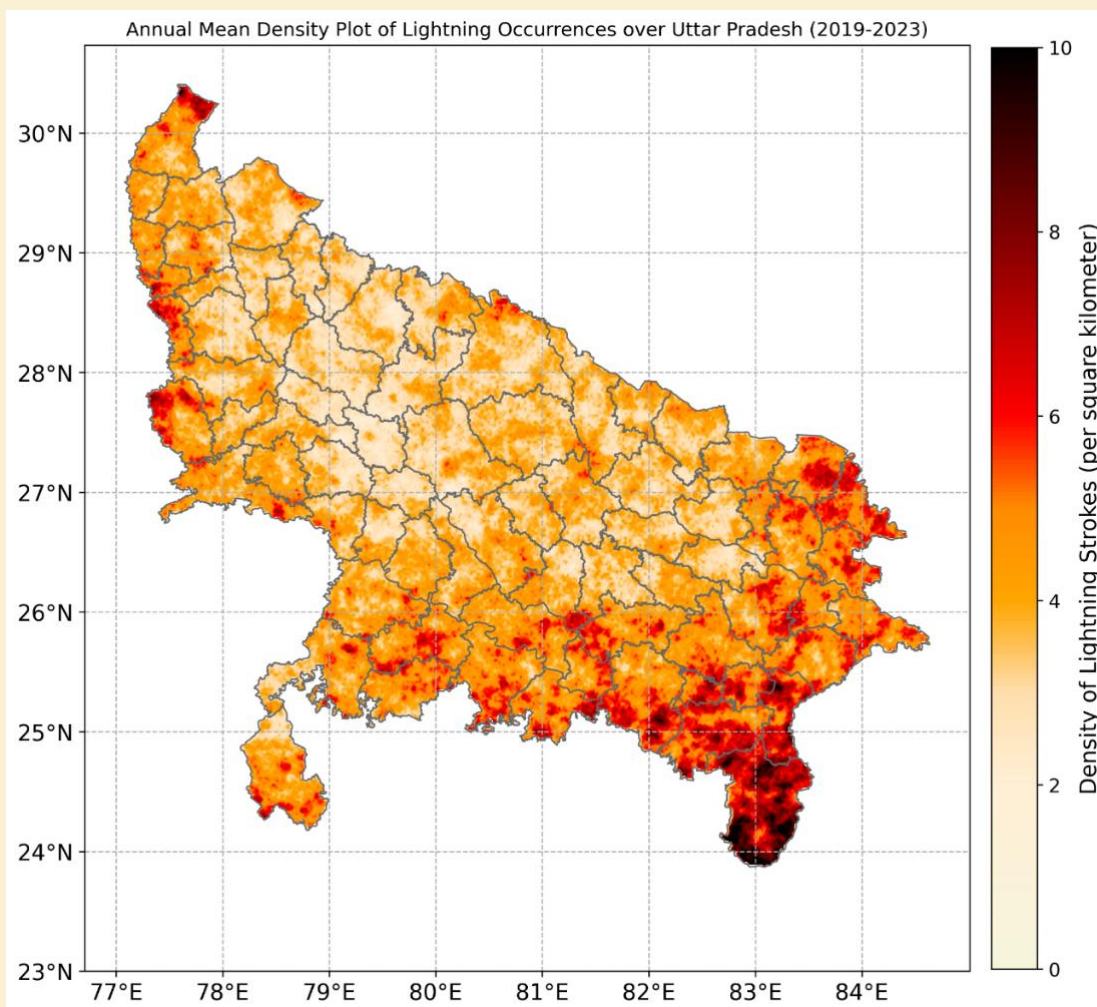 Annual Mean Density Plot of Lightning Occurrences over Uttar Pradesh (2019-2023)
30°N
29°N
28°N
27°N
26°N
25°N
24°N
23°N
77°E 78°E 79°E 80°E 81°E 82°E 83°E 84°E
10
8
6
4
2
0
Density of Lightning Strokes (per square kilometer)